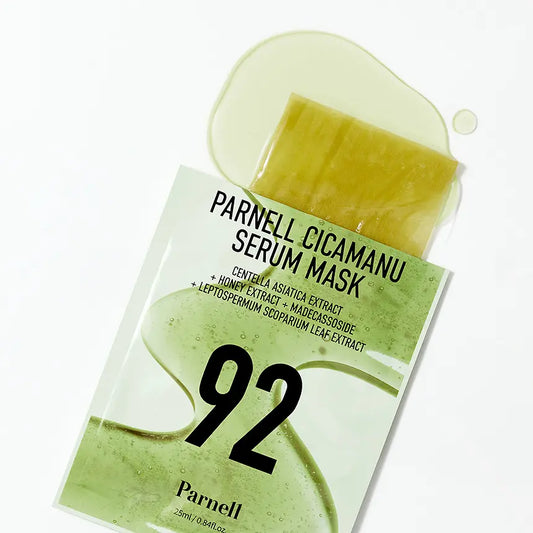 PARNELL CICAMANU
SERUM MASK
CENTELLA ASIATICA EXTRACT
+ HONEY EXTRACT + MADECASSOSIDE
+ LEPTOSPERMUM SCOPARIUM LEAF EXTRACT
92
Parnell
25ml / 0.84fl.oz.